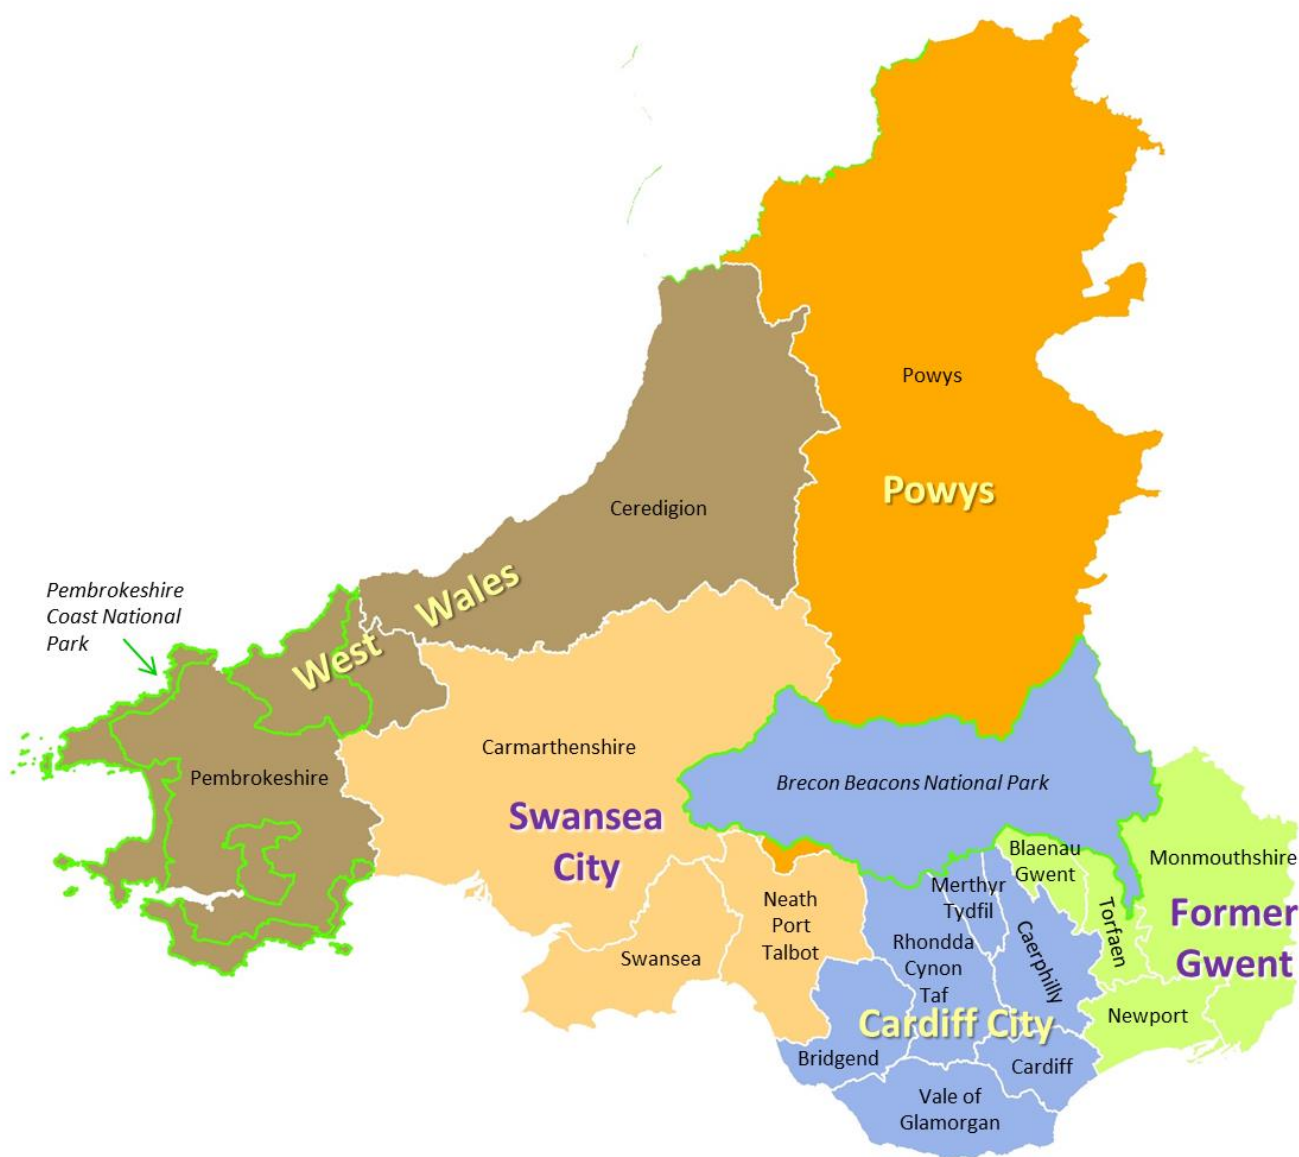 Powys
Powys
Ceredigion
West Wales
Pembrokeshire
Coast National
Park
Pembrokeshire
Carmarthenshire
Swansea
City
Brecon Beacons National Park
Blaenau
Gwent
Monmouthshire
Merthyr
Tydfil
Neath
Port
Talbot
Torfaen
Former
Gwent
Caerphilly
Rhondda
Cynon
Taf
Swansea
Cardiff City
Newport
Bridgend
Cardiff
Vale of
Glamorgan